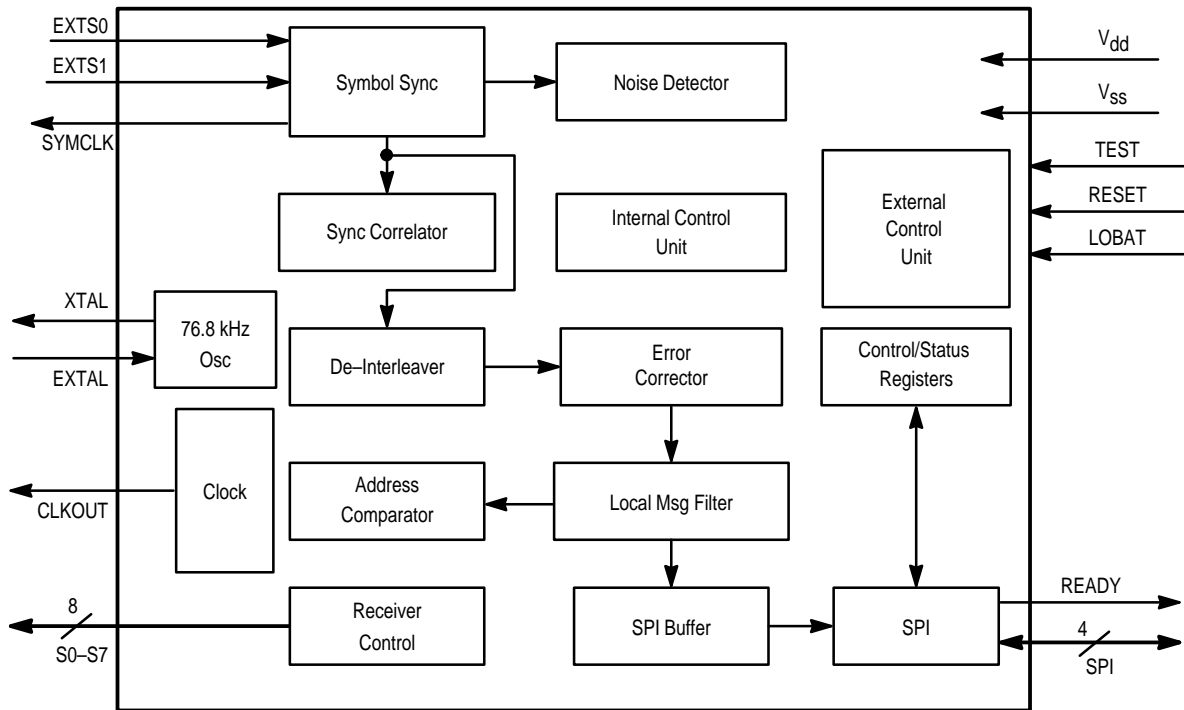 EXTS0
EXTS1
SYMCLK
Symbol Sync
Noise Detector
Vdd
Vss
TEST
RESET
LOBAT
Sync Correlator
Internal Control
Unit
External
Control
Unit
XTAL
EXTAL
76.8 kHz
Osc
De–Interleaver
Error
Corrector
Control/Status
Registers
CLKOUT
Clock
Address
Comparator
Local Msg Filter
8
S0–S7
Receiver
Control
SPI Buffer
SPI
READY
4
SPI